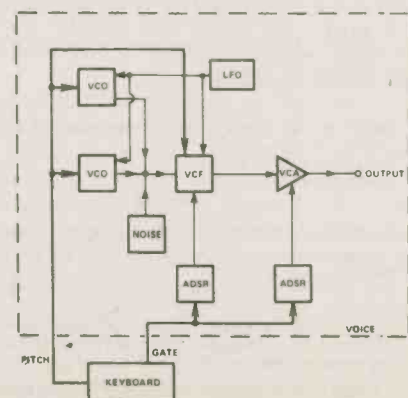 LFO
VCO
VCO
VCF
VCA
OUTPUT
NOISE
ADSR
ADSR
VOICE
PITCH
GATE
KEYBOARD